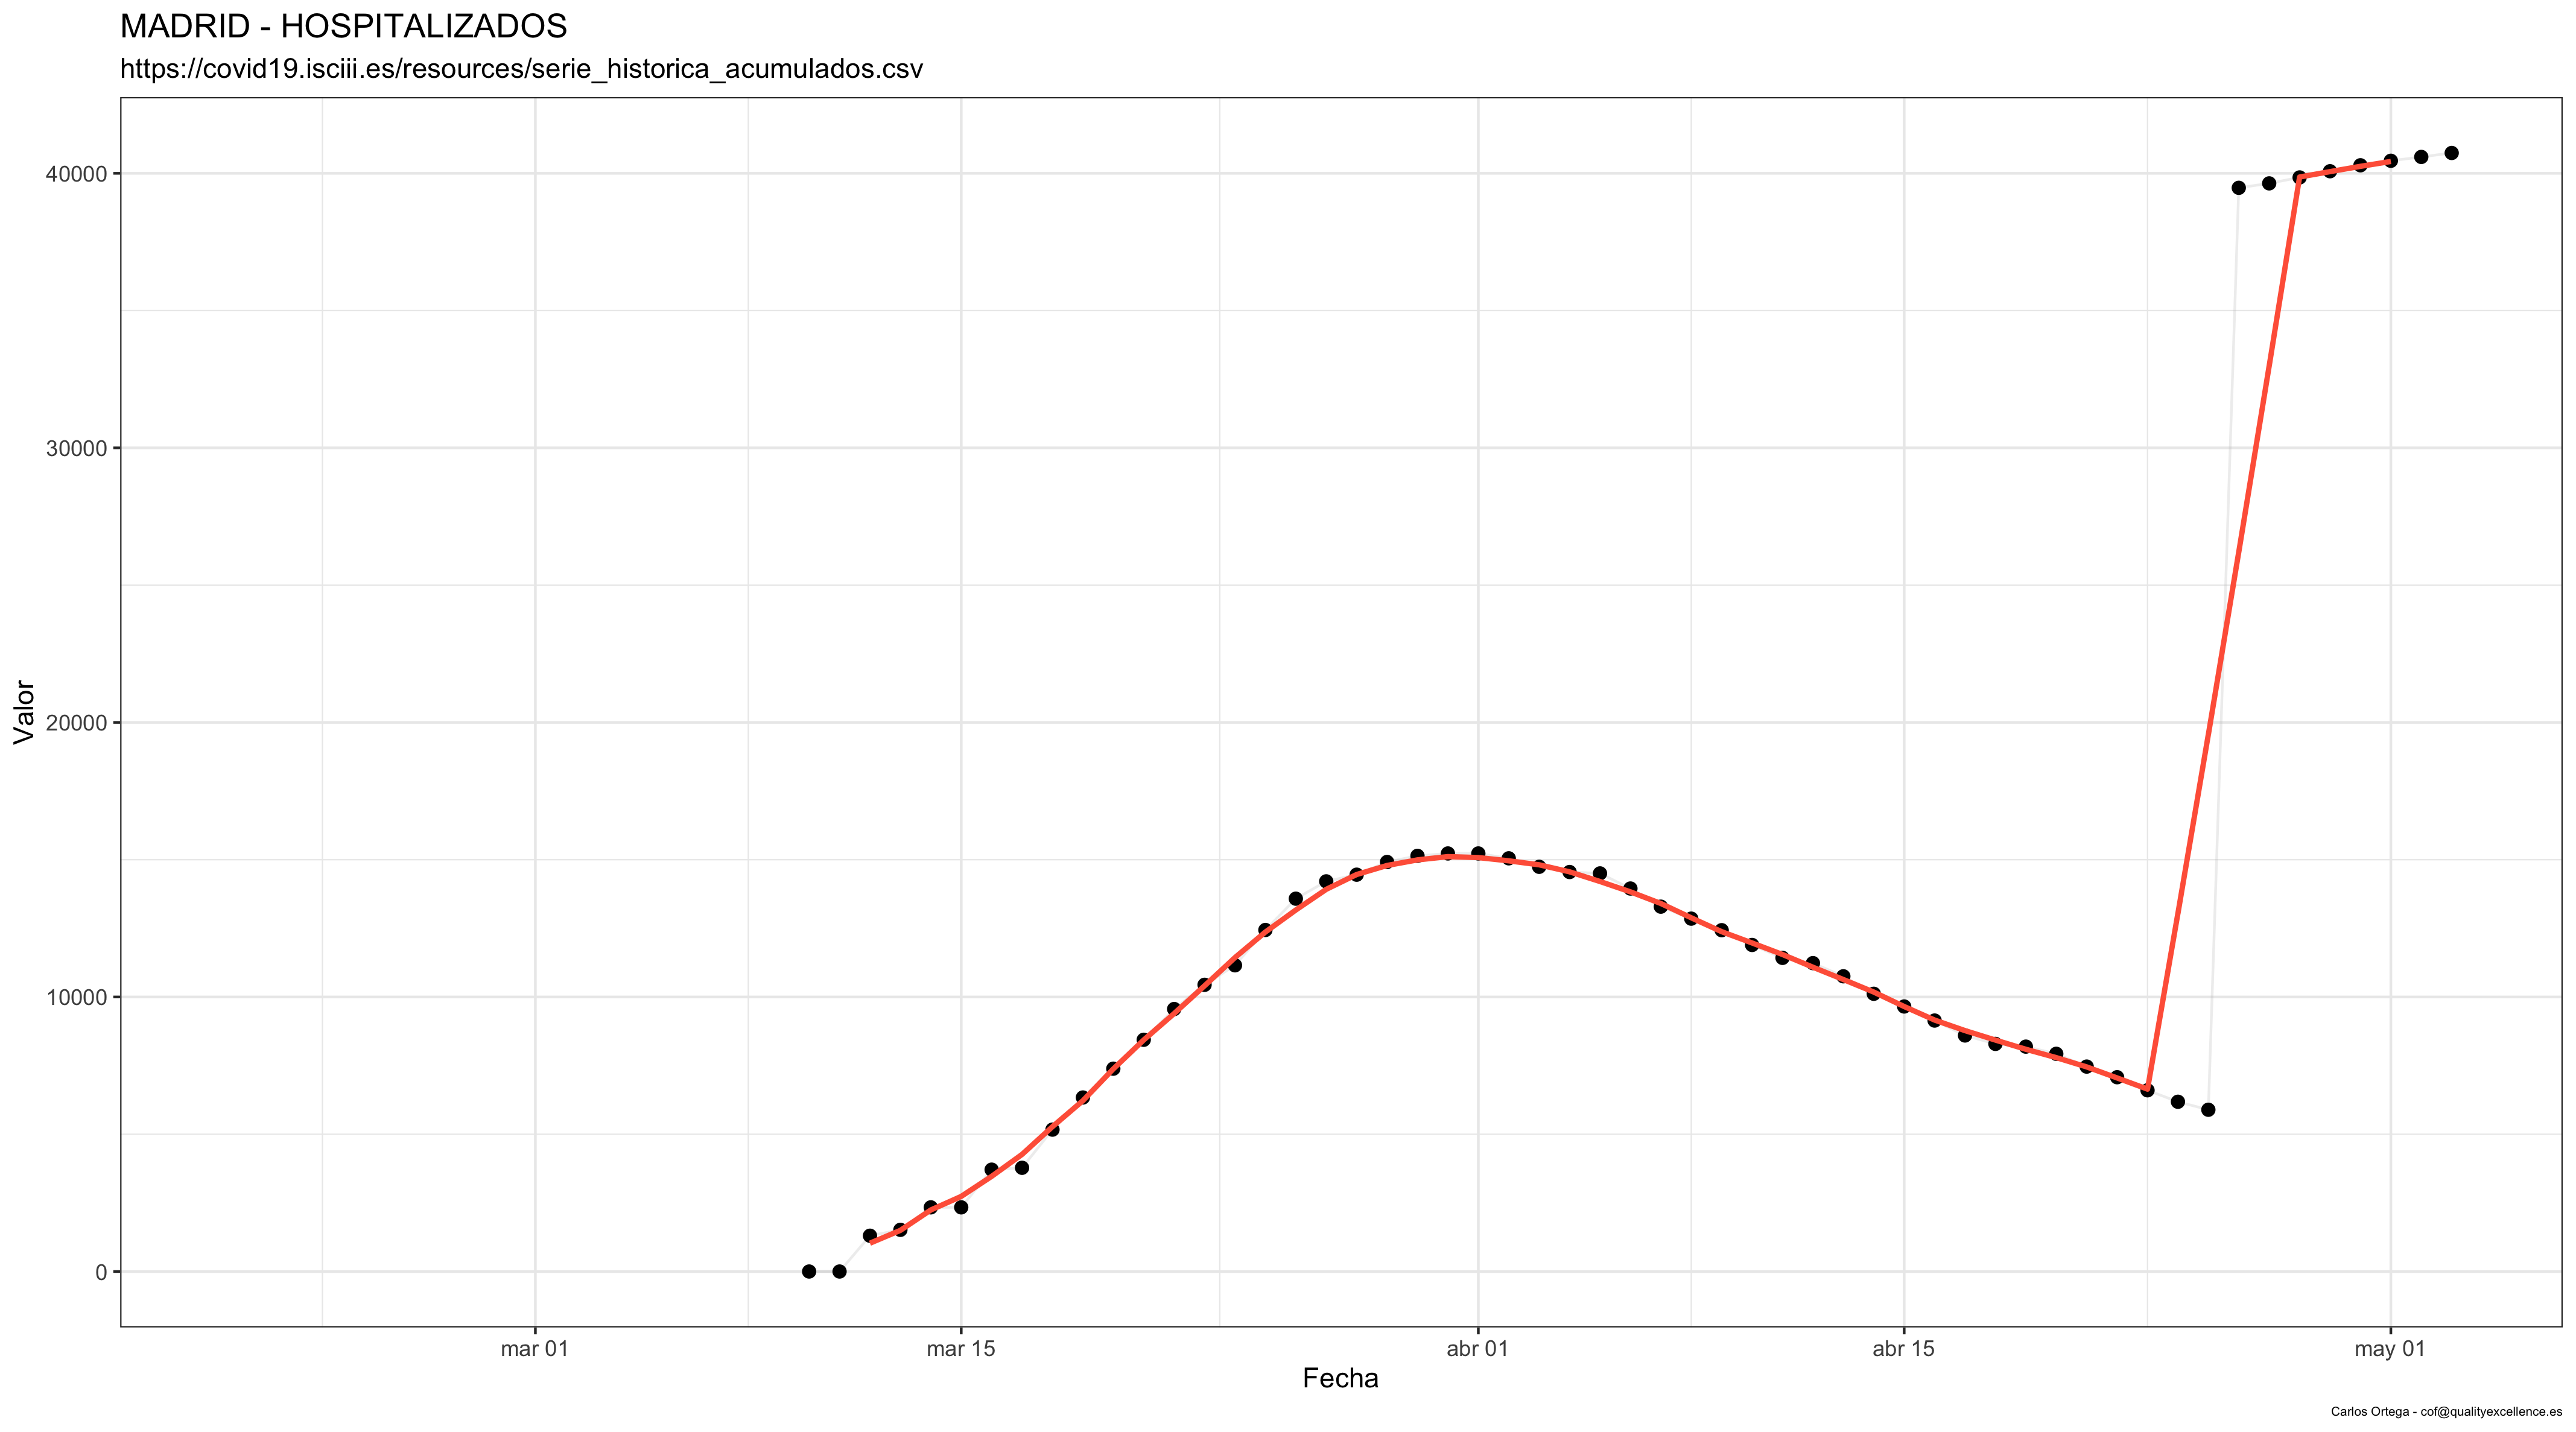 MADRID - HOSPITALIZADOS
https://covid19.isciii.es/resources/serie_historica_acumulados.csv
Valor
40000
30000
20000
10000
0
mar 01
mar 15
abr 01
abr 15
may 01
Fecha
Carlos Ortega - cof@qualityexcellence.es